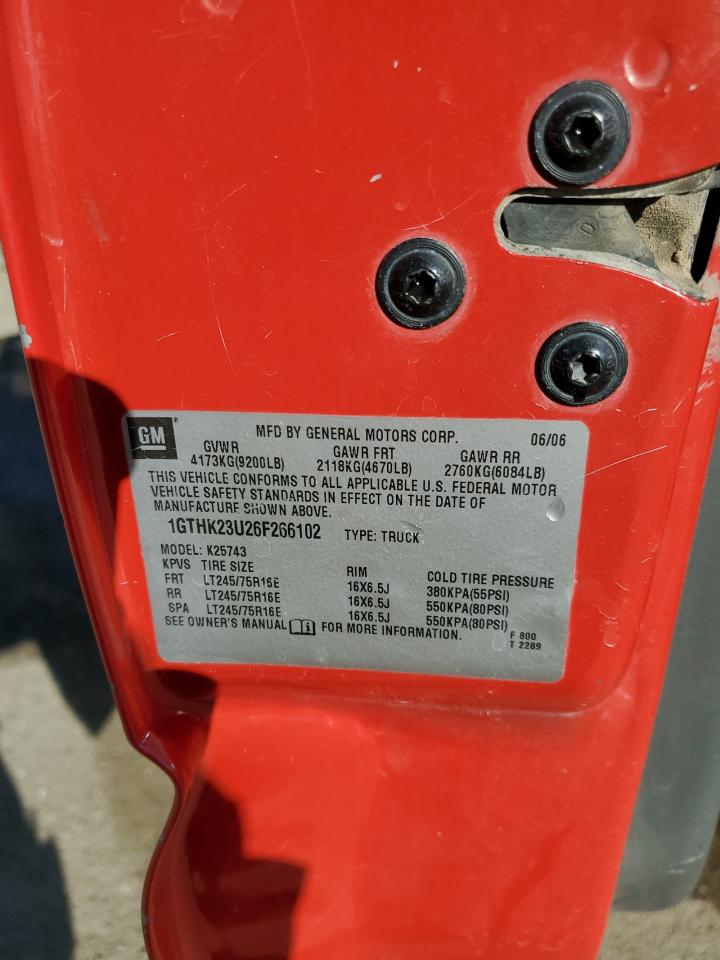 GM ®
MFD BY GENERAL MOTORS CORP. 06/06
GVWR GAWR FRT GAWR RR
4173KG(9200LB) 2118KG(4670LB) 2760KG(6084LB)
THIS VEHICLE CONFORMS TO ALL APPLICABLE U.S. FEDERAL MOTOR
VEHICLE SAFETY STANDARDS IN EFFECT ON THE DATE OF
MANUFACTURE SHOWN ABOVE.
1GTHK23U26F266102 TYPE: TRUCK
MODEL: K25743
KPVS TIRE SIZE RIM COLD TIRE PRESSURE
FRT LT245/75R16E 16X6.5J 380KPA(55PSI)
RR LT245/75R16E 16X6.5J 550KPA(80PSI)
SPA LT245/75R16E 16X6.5J 550KPA(80PSI)
SEE OWNER'S MANUAL FOR MORE INFORMATION.
F 800
T 2289